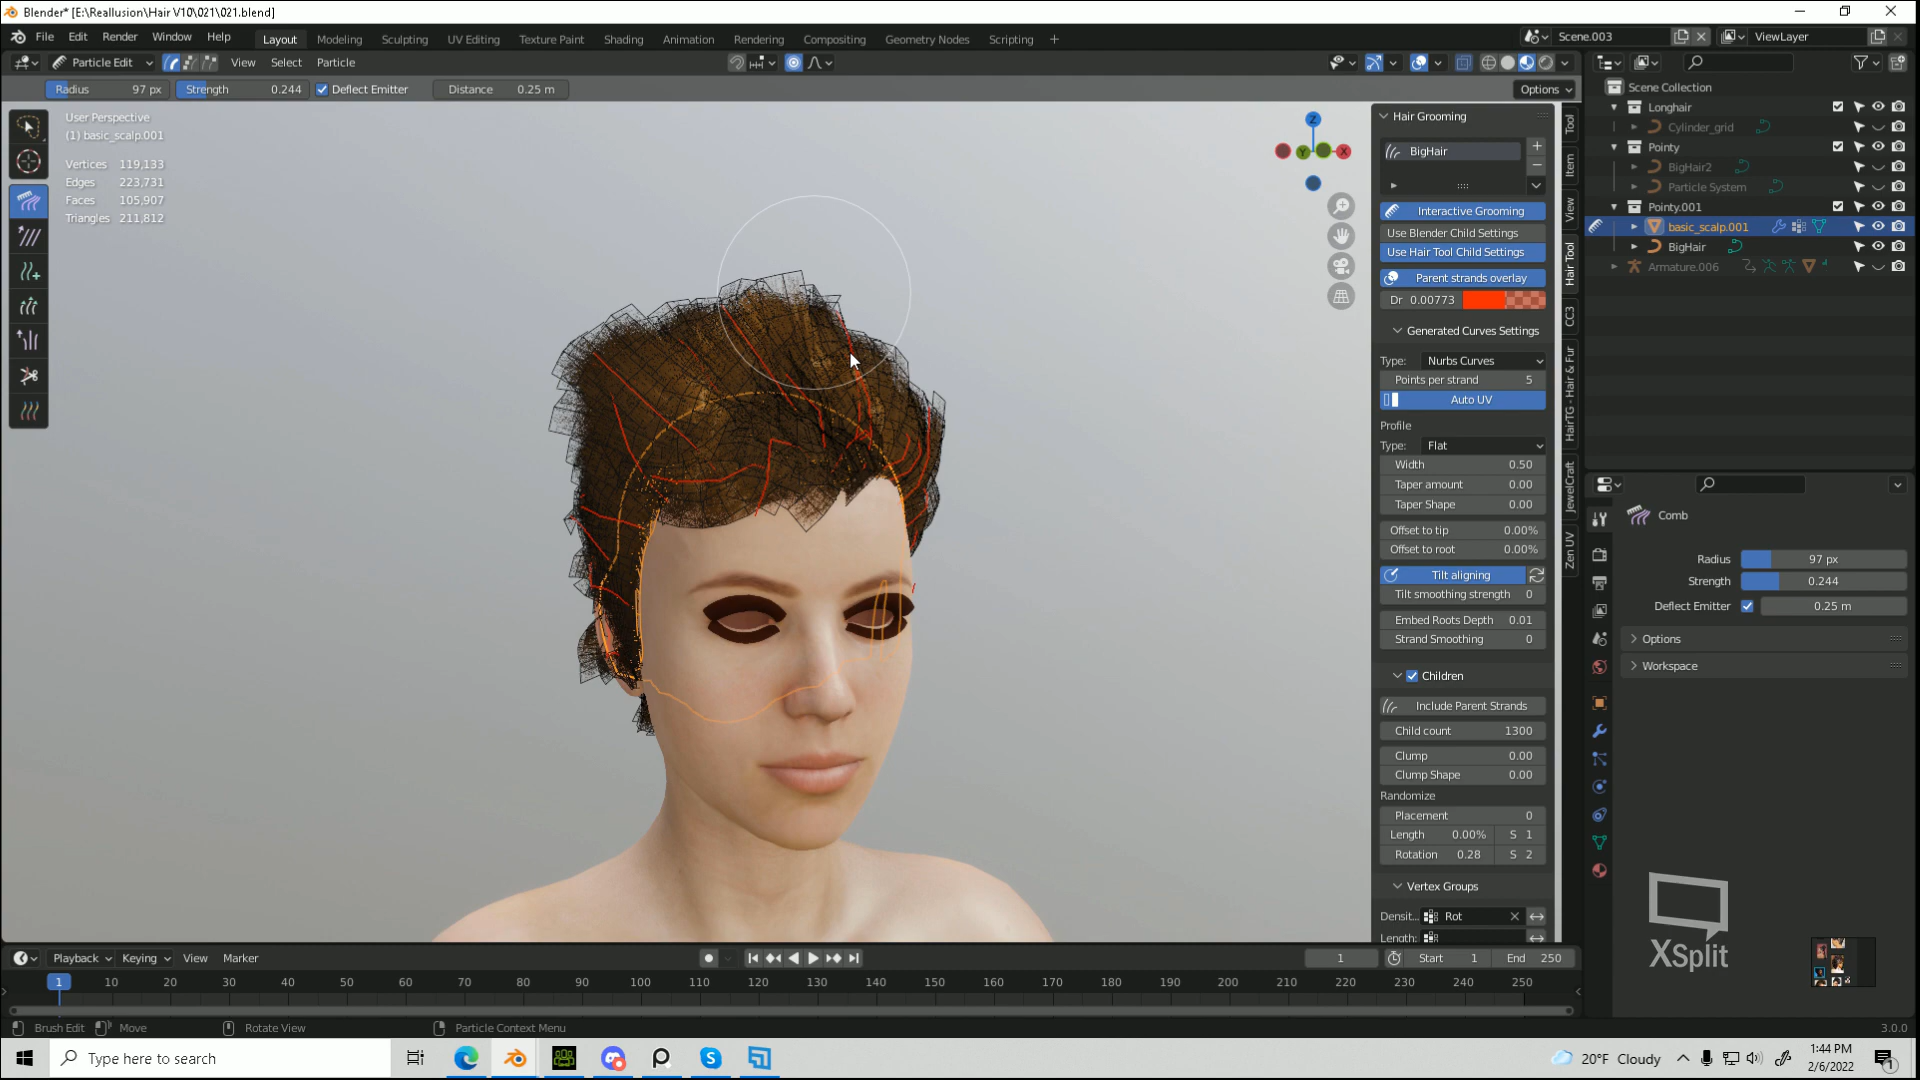 Blender* [E:\Reallusion\Hair V10\021\021.blend]
File Edit Render Window Help Layout Modeling Sculpting UV Editing Texture Paint Shading Animation Rendering Compositing Geometry Nodes Scripting + Scene.003 ViewLayer
Particle Edit View Select Particle
Radius 97 px Strength 0.244 Deflect Emitter Distance 0.25 m Options
User Perspective
(1) basic_scalp.001
Vertices 119,133
Edges 223,731
Faces 105,907
Triangles 211,812
Z
Y
X
Hair Grooming
BigHair
Interactive Grooming
Use Blender Child Settings
Use Hair Tool Child Settings
Parent strands overlay
Dr 0.00773
Generated Curves Settings
Type: Nurbs Curves
Points per strand 5
Auto UV
Profile
Type: Flat
Width 0.50
Taper amount 0.00
Taper Shape 0.00
Offset to tip 0.00%
Offset to root 0.00%
Tilt aligning
Tilt smoothing strength 0
Embed Roots Depth 0.01
Strand Smoothing 0
Children
Include Parent Strands
Child count 1300
Clump 0.00
Clump Shape 0.00
Randomize
Placement 0
Length 0.00% S 1
Rotation 0.28 S 2
Vertex Groups
Densit... Rot
Length:
Tool
Item
View
Hair Tool
CC3
HairTG - Hair & Fur
JewelCraft
Zen UV
Scene Collection
Longhair
Cylinder_grid
Pointy
BigHair2
Particle System
Pointy.001
basic_scalp.001
BigHair
Armature.006
Comb
Radius 97 px
Strength 0.244
Deflect Emitter 0.25 m
Options
Workspace
XSplit
Playback Keying View Marker 1 Start 1 End 250
1 10 20 30 40 50 60 70 80 90 100 110 120 130 140 150 160 170 180 190 200 210 220 230 240 250
Brush Edit Move Rotate View Particle Context Menu 3.0.0
Type here to search
20°F Cloudy
1:44 PM
2/6/2022
1